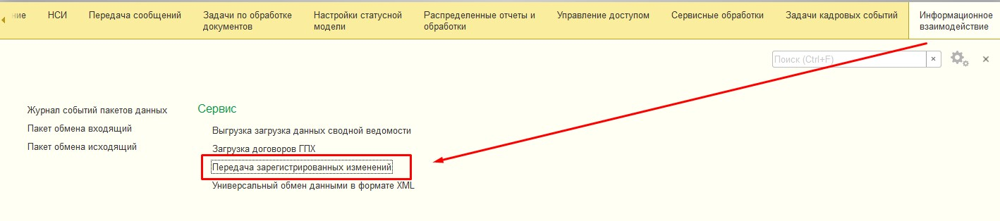 ние
НСИ
Передача сообщений
Задачи по обработке
документов
Настройки статусной
модели
Распределенные отчеты и
обработки
Управление доступом
Сервисные обработки
Задачи кадровых событий
Информационное
взаимодействие
Поиск (Ctrl+F)
Журнал событий пакетов данных
Пакет обмена входящий
Пакет обмена исходящий
Сервис
Выгрузка загрузка данных сводной ведомости
Загрузка договоров ГПХ
Передача зарегистрированных изменений
Универсальный обмен данными в формате XML